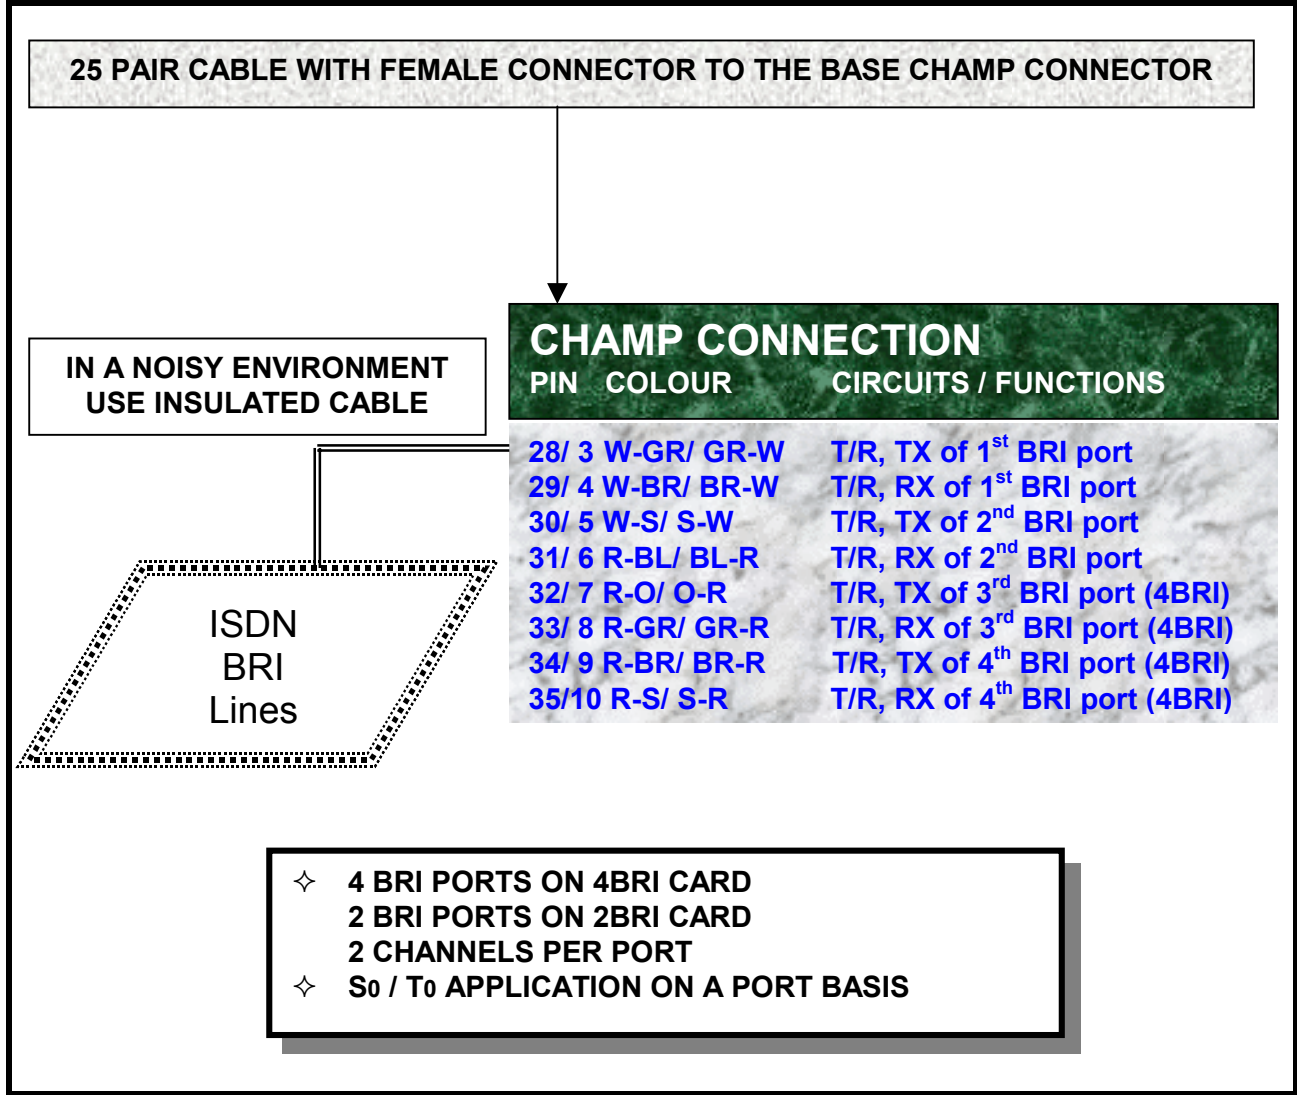 25 PAIR CABLE WITH FEMALE CONNECTOR TO THE BASE CHAMP CONNECTOR
IN A NOISY ENVIRONMENT
USE INSULATED CABLE
CHAMP CONNECTION
PIN COLOUR CIRCUITS / FUNCTIONS
28/ 3 W-GR/ GR-W T/R, TX of 1st BRI port
29/ 4 W-BR/ BR-W T/R, RX of 1st BRI port
30/ 5 W-S/ S-W T/R, TX of 2nd BRI port
31/ 6 R-BL/ BL-R T/R, RX of 2nd BRI port
32/ 7 R-O/ O-R T/R, TX of 3rd BRI port (4BRI)
33/ 8 R-GR/ GR-R T/R, RX of 3rd BRI port (4BRI)
34/ 9 R-BR/ BR-R T/R, TX of 4th BRI port (4BRI)
35/10 R-S/ S-R T/R, RX of 4th BRI port (4BRI)
ISDN
BRI
Lines
✧ 4 BRI PORTS ON 4BRI CARD
2 BRI PORTS ON 2BRI CARD
2 CHANNELS PER PORT
✧ S0 / T0 APPLICATION ON A PORT BASIS